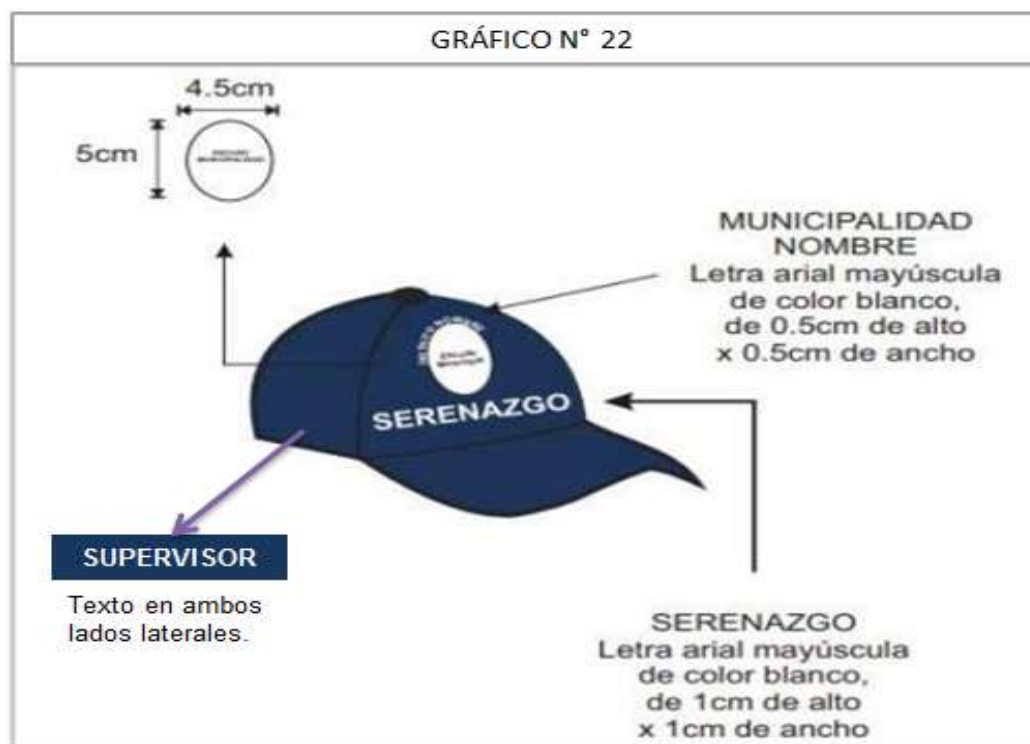 GRÁFICO N° 22
4.5cm
5cm
MUNICIPALIDAD
NOMBRE
Letra arial mayúscula
de color blanco,
de 0.5cm de alto
x 0.5cm de ancho
SERENAZGO
SUPERVISOR
Texto en ambos
lados laterales.
SERENAZGO
Letra arial mayúscula
de color blanco,
de 1cm de alto
x 1cm de ancho